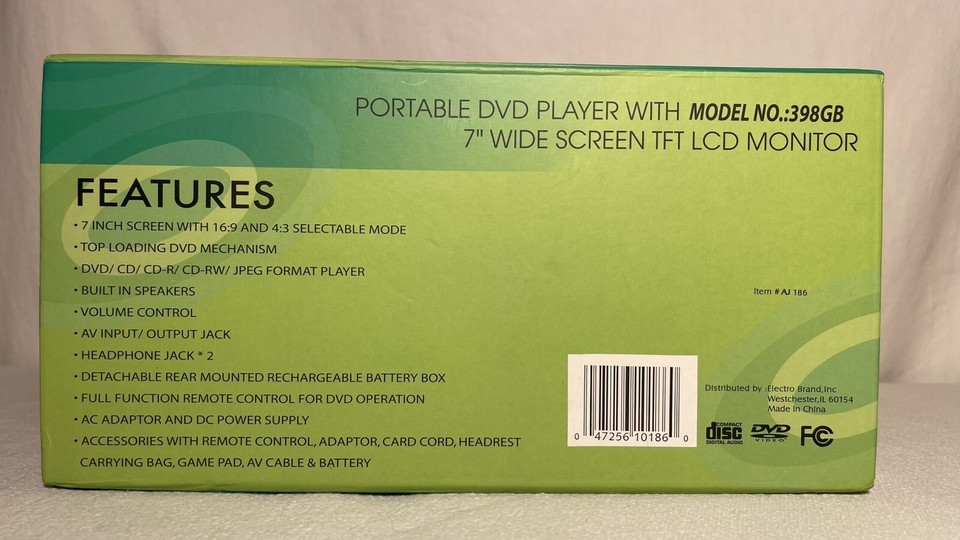 PORTABLE DVD PLAYER WITH MODEL NO.:398GB
7" WIDE SCREEN TFT LCD MONITOR
FEATURES
• 7 INCH SCREEN WITH 16:9 AND 4:3 SELECTABLE MODE
• TOP LOADING DVD MECHANISM
• DVD/ CD/ CD-R/ CD-RW/ JPEG FORMAT PLAYER
• BUILT IN SPEAKERS
• VOLUME CONTROL
• AV INPUT/ OUTPUT JACK
• HEADPHONE JACK * 2
• DETACHABLE REAR MOUNTED RECHARGEABLE BATTERY BOX
• FULL FUNCTION REMOTE CONTROL FOR DVD OPERATION
• AC ADAPTOR AND DC POWER SUPPLY
• ACCESSORIES WITH REMOTE CONTROL, ADAPTOR, CARD CORD, HEADREST
CARRYING BAG, GAME PAD, AV CABLE & BATTERY
Item # AJ 186
0 47256 10186 0
Distributed by :Electro Brand,Inc
Westchester,IL 60154
Made in China
COMPACT
disc
DIGITAL AUDIO
DVD
VIDEO
FC